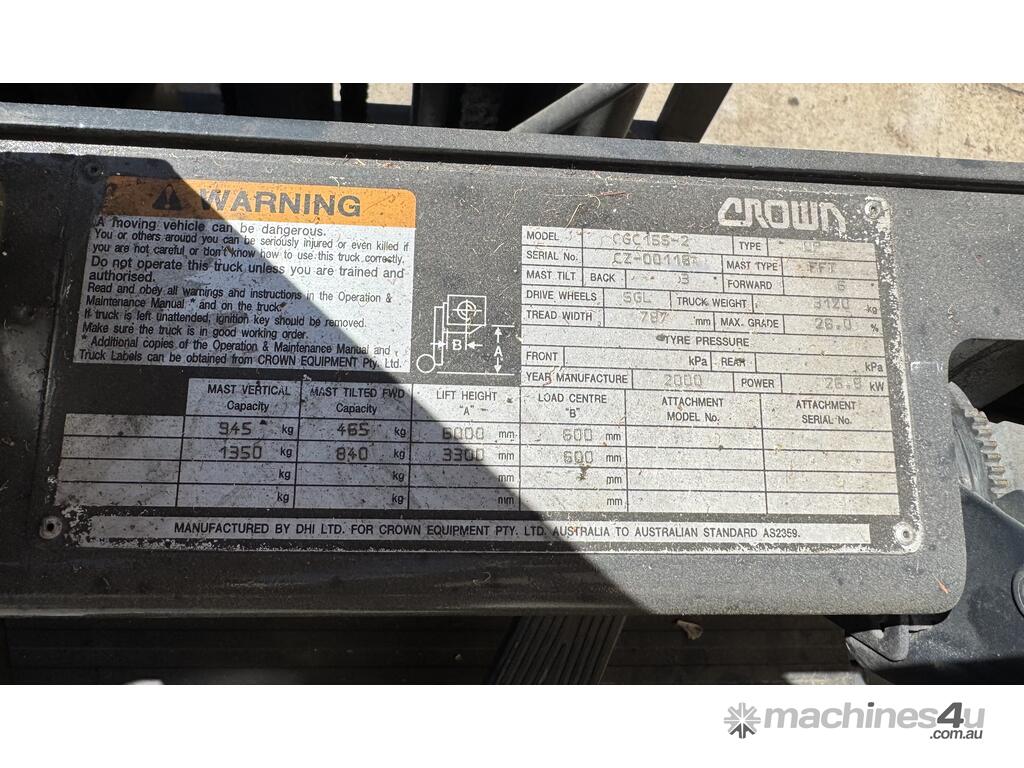 WARNING
A moving vehicle can be dangerous.
You or others around you can be seriously injured or even killed if
you are not careful or don't know how to use this truck correctly.
Do not operate this truck unless you are trained and
authorised.
Read and obey all warnings and instructions in the Operation &
Maintenance Manual * and on the truck.
If truck is left unattended, ignition key should be removed.
Make sure the truck is in good working order.
* Additional copies of the Operation & Maintenance Manual and
Truck Labels can be obtained from CROWN EQUIPMENT Pty. Ltd.
B
A
CROWN
MODEL TYPE
SERIAL No. MAST TYPE FFT
MAST TILT BACK FORWARD 6
DRIVE WHEELS SGL TRUCK WEIGHT 3120 kg
TREAD WIDTH 787 mm MAX. GRADE 26.0 %
TYRE PRESSURE
FRONT kPa REAR kPa
YEAR MANUFACTURE 2000 POWER 26.9 kW
MAST VERTICAL Capacity MAST TILTED FWD Capacity LIFT HEIGHT "A" LOAD CENTRE "B" ATTACHMENT MODEL No. ATTACHMENT SERIAL No.
945 kg 465 kg 6000 mm 600 mm
1350 kg 840 kg 3300 mm 600 mm
kg kg mm mm
kg kg mm mm
MANUFACTURED BY DHI LTD. FOR CROWN EQUIPMENT PTY. LTD. AUSTRALIA TO AUSTRALIAN STANDARD AS2359.
machines4u
.com.au